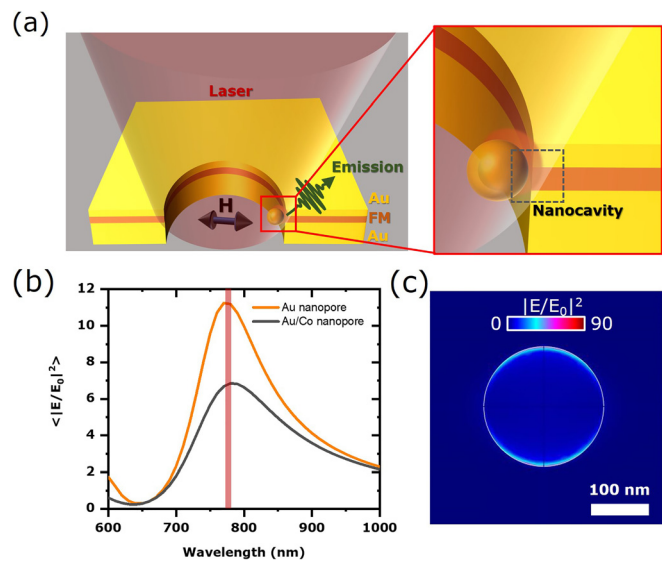 (a)
Laser
Emission
H
Au
FM
Au
Nanocavity
(b)
12
10
8
6
4
2
0
600
700
800
900
1000
<|E/E₀|²>
Wavelength (nm)
Au nanopore
Au/Co nanopore
(c)
|E/E₀|²
0
90
100 nm